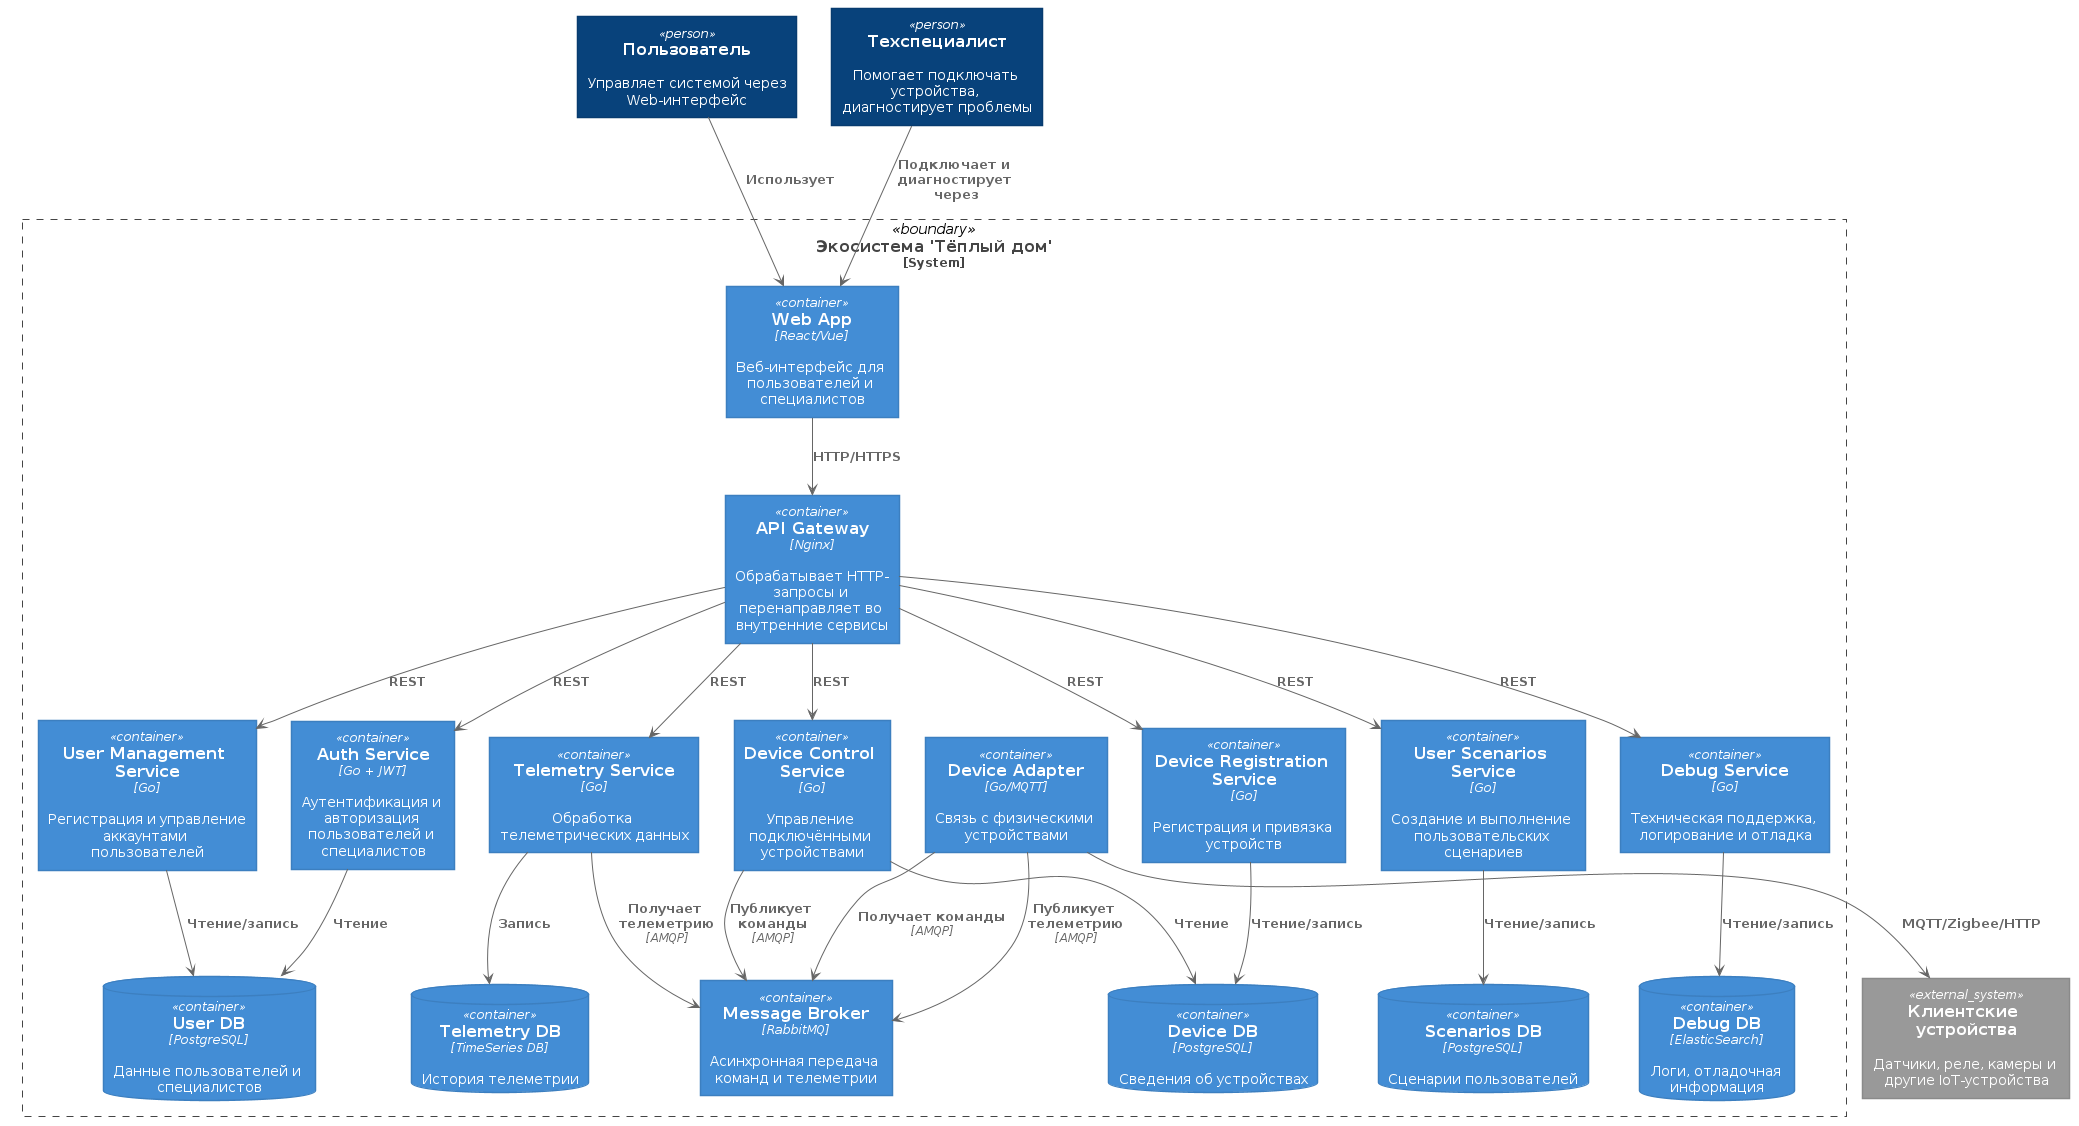 «person»
Пользователь
Управляет системой через
Web-интерфейс
«person»
Техспециалист
Помогает подключать
устройства,
диагностирует проблемы
Использует
Подключает и
диагностирует
через
«boundary»
Экосистема 'Тёплый дом'
[System]
«container»
Web App
[React/Vue]
Веб-интерфейс для
пользователей и
специалистов
HTTP/HTTPS
«container»
API Gateway
[Nginx]
Обрабатывает HTTP-
запросы и
перенаправляет во
внутренние сервисы
REST
REST
REST
REST
REST
REST
REST
«container»
User Management
Service
[Go]
Регистрация и управление
аккаунтами
пользователей
«container»
Auth Service
[Go + JWT]
Аутентификация и
авторизация
пользователей и
специалистов
«container»
Telemetry Service
[Go]
Обработка
телеметрических данных
«container»
Device Control
Service
[Go]
Управление
подключёнными
устройствами
«container»
Device Adapter
[Go/MQTT]
Связь с физическими
устройствами
«container»
Device Registration
Service
[Go]
Регистрация и привязка
устройств
«container»
User Scenarios
Service
[Go]
Создание и выполнение
пользовательских
сценариев
«container»
Debug Service
[Go]
Техническая поддержка,
логирование и отладка
Чтение/запись
Чтение
Запись
Получает
телеметрию
[AMQP]
Публикует
команды
[AMQP]
Получает команды
[AMQP]
Публикует
телеметрию
[AMQP]
Чтение
Чтение/запись
Чтение/запись
Чтение/запись
MQTT/Zigbee/HTTP
«container»
User DB
[PostgreSQL]
Данные пользователей и
специалистов
«container»
Telemetry DB
[TimeSeries DB]
История телеметрии
«container»
Message Broker
[RabbitMQ]
Асинхронная передача
команд и телеметрии
«container»
Device DB
[PostgreSQL]
Сведения об устройствах
«container»
Scenarios DB
[PostgreSQL]
Сценарии пользователей
«container»
Debug DB
[ElasticSearch]
Логи, отладочная
информация
«external_system»
Клиентские
устройства
Датчики, реле, камеры и
другие IoT-устройства